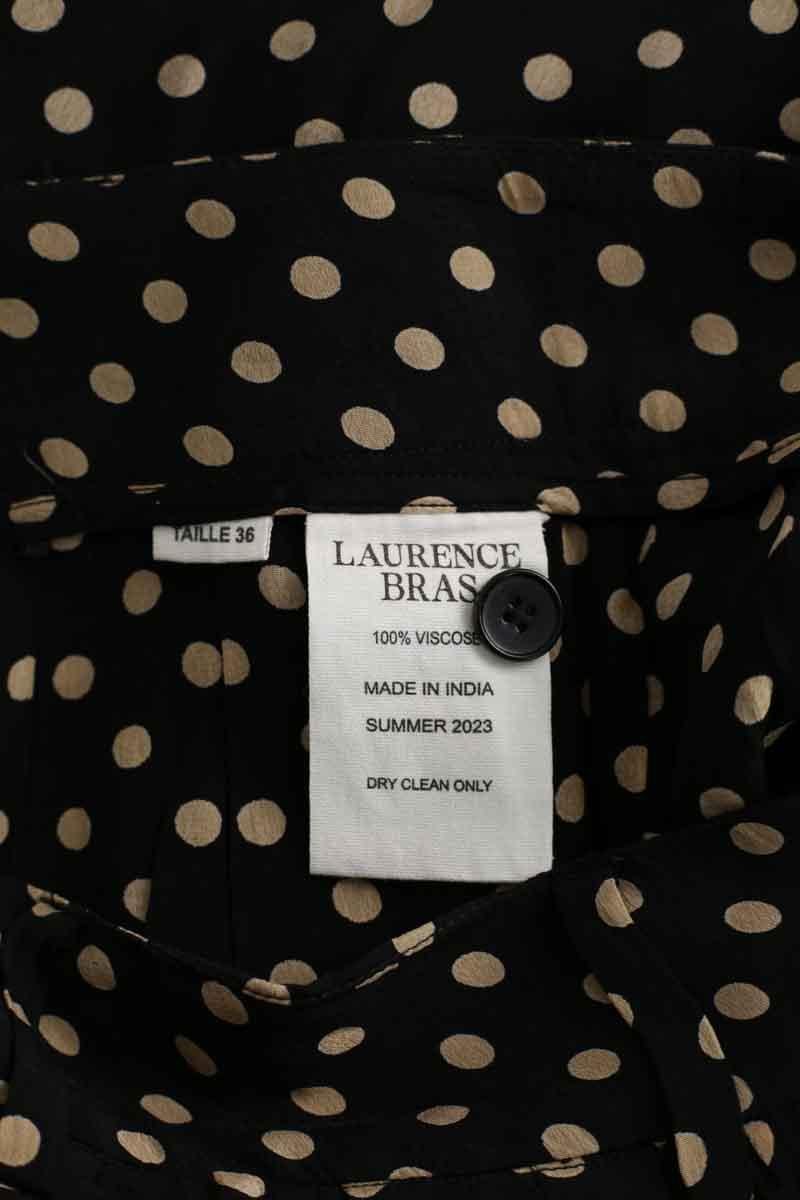 TAILLE 36
LAURENCE
BRAS
100% VISCOSE
MADE IN INDIA
SUMMER 2023
DRY CLEAN ONLY